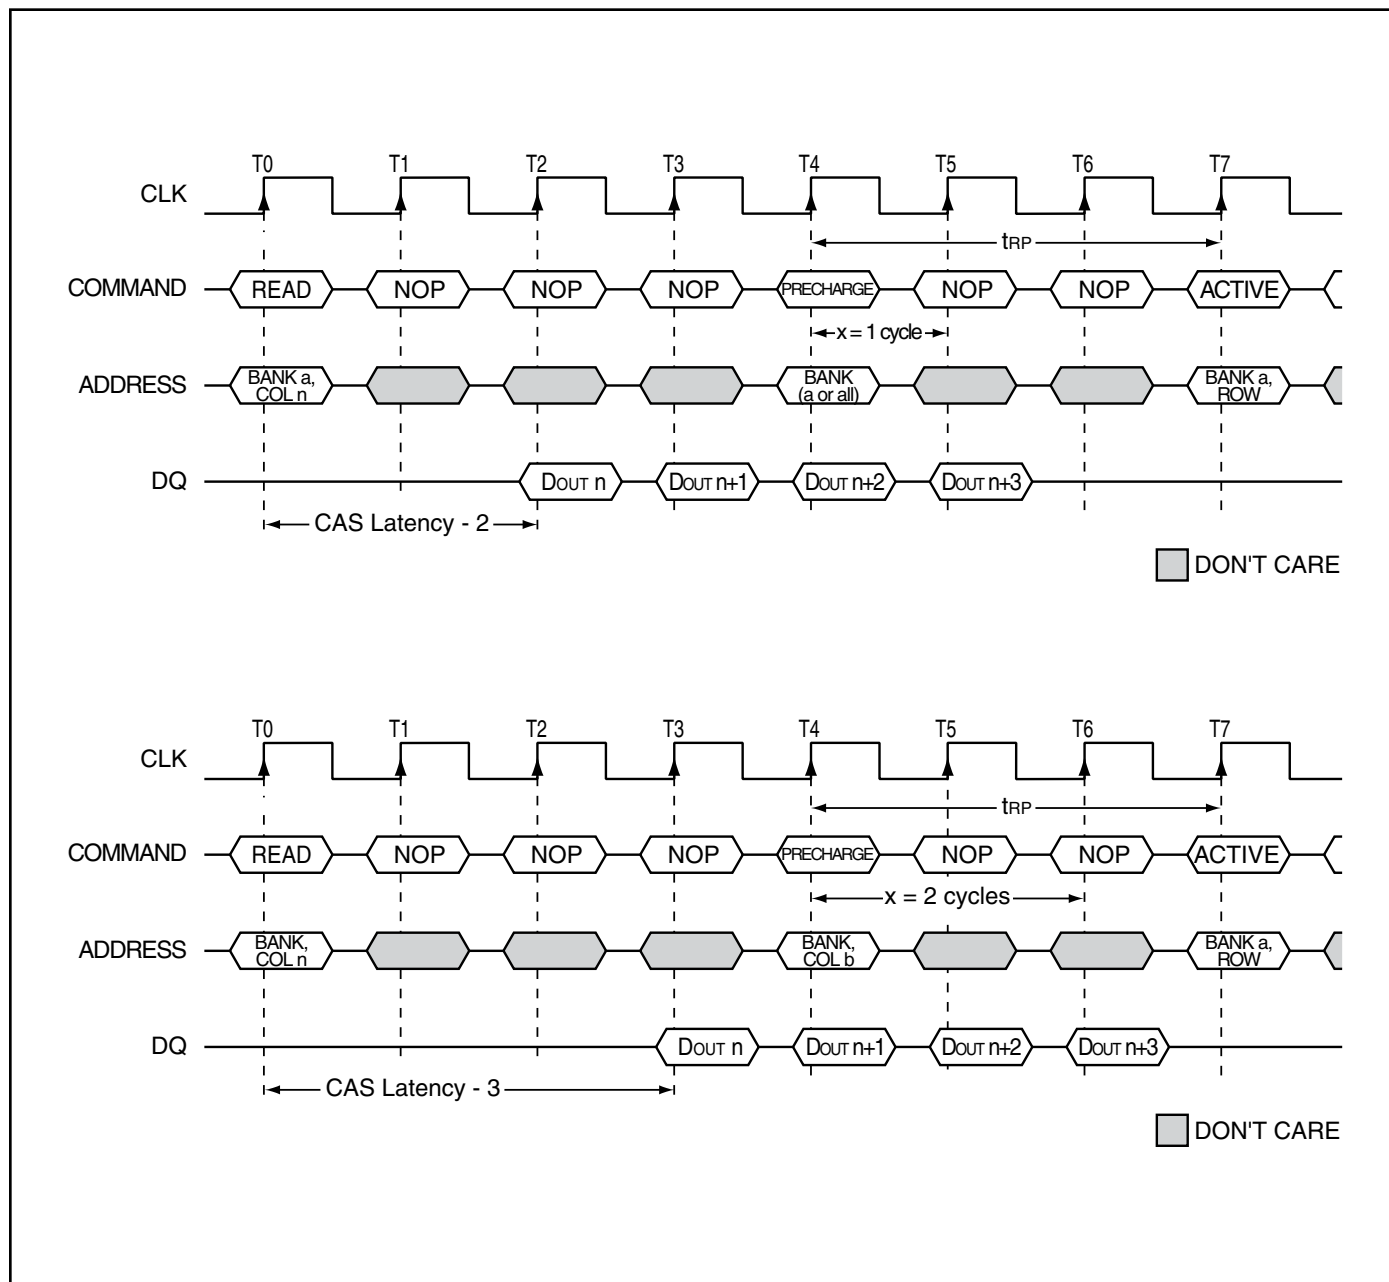 T0 T1 T2 T3 T4 T5 T6 T7
CLK
tRP
COMMAND READ NOP NOP NOP PRECHARGE NOP NOP ACTIVE
x = 1 cycle
ADDRESS BANK a, COL n BANK (a or all) BANK a, ROW
DQ DOUT n DOUT n+1 DOUT n+2 DOUT n+3
CAS Latency - 2
DON'T CARE
T0 T1 T2 T3 T4 T5 T6 T7
CLK
tRP
COMMAND READ NOP NOP NOP PRECHARGE NOP NOP ACTIVE
x = 2 cycles
ADDRESS BANK, COL n BANK, COL b BANK a, ROW
DQ DOUT n DOUT n+1 DOUT n+2 DOUT n+3
CAS Latency - 3
DON'T CARE